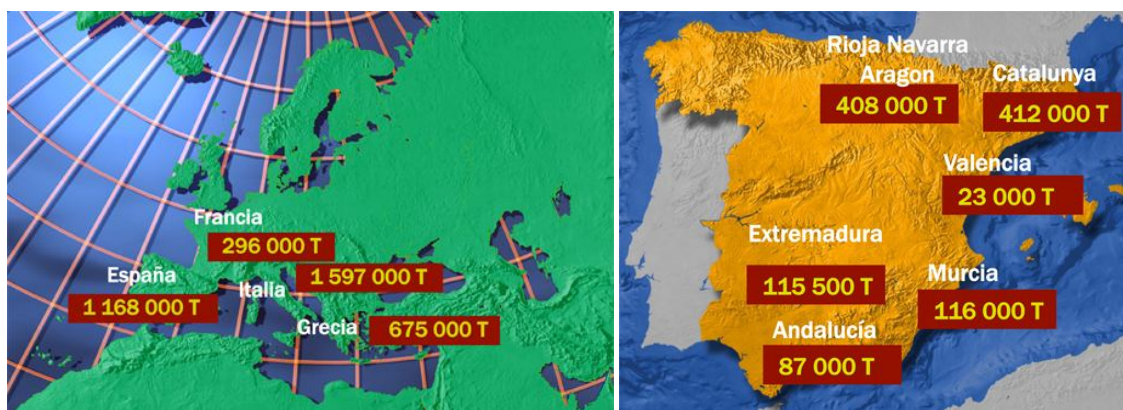 Francia
296 000 T
España
1 168 000 T
Italia
1 597 000 T
Grecia
675 000 T
Rioja Navarra
Aragon
408 000 T
Catalunya
412 000 T
Valencia
23 000 T
Extremadura
115 500 T
Murcia
116 000 T
Andalucía
87 000 T